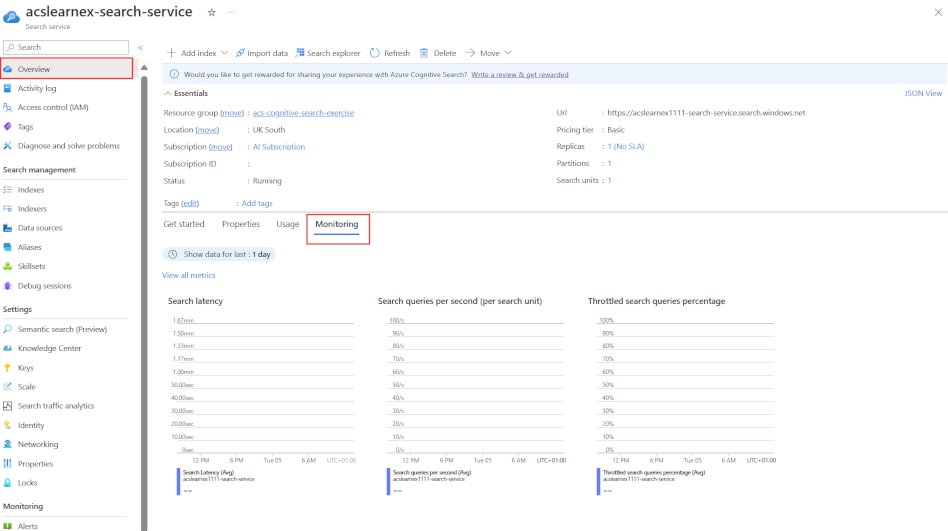 acslearnex-search-service
Search service
Search
Overview
Activity log
Access control (IAM)
Tags
Diagnose and solve problems
Search management
Indexes
Indexers
Data sources
Aliases
Skillsets
Debug sessions
Settings
Semantic search (Preview)
Knowledge Center
Keys
Scale
Search traffic analytics
Identity
Networking
Properties
Locks
Monitoring
Alerts
Add index Import data Search explorer Refresh Delete Move
Would you like to get rewarded for sharing your experience with Azure Cognitive Search? Write a review & get rewarded
Essentials JSON View
Resource group (move) : acs-cognitive-search-exercise
Location (move) : UK South
Subscription (move) : AI Subscription
Subscription ID :
Status : Running
Tags (edit) : Add tags
Url : https://acslearnex1111-search-service.search.windows.net
Pricing tier : Basic
Replicas : 1 (No SLA)
Partitions : 1
Search units : 1
Get started Properties Usage Monitoring
Show data for last : 1 day
View all metrics
Search latency
1.67min
1.50min
1.33min
1.17min
1.00min
50.00sec
40.00sec
30.00sec
20.00sec
10.00sec
0sec
12 PM 6 PM Tue 05 6 AM UTC+01:00
Search Latency (Avg)
acslearnex1111-search-service
--
Search queries per second (per search unit)
100/s
90/s
80/s
70/s
60/s
50/s
40/s
30/s
20/s
10/s
0/s
12 PM 6 PM Tue 05 6 AM UTC+01:00
Search queries per second (Avg)
acslearnex1111-search-service
--
Throttled search queries percentage
100%
90%
80%
70%
60%
50%
40%
30%
20%
10%
0%
12 PM 6 PM Tue 05 6 AM UTC+01:00
Throttled search queries percentage (Avg)
acslearnex1111-search-service
--